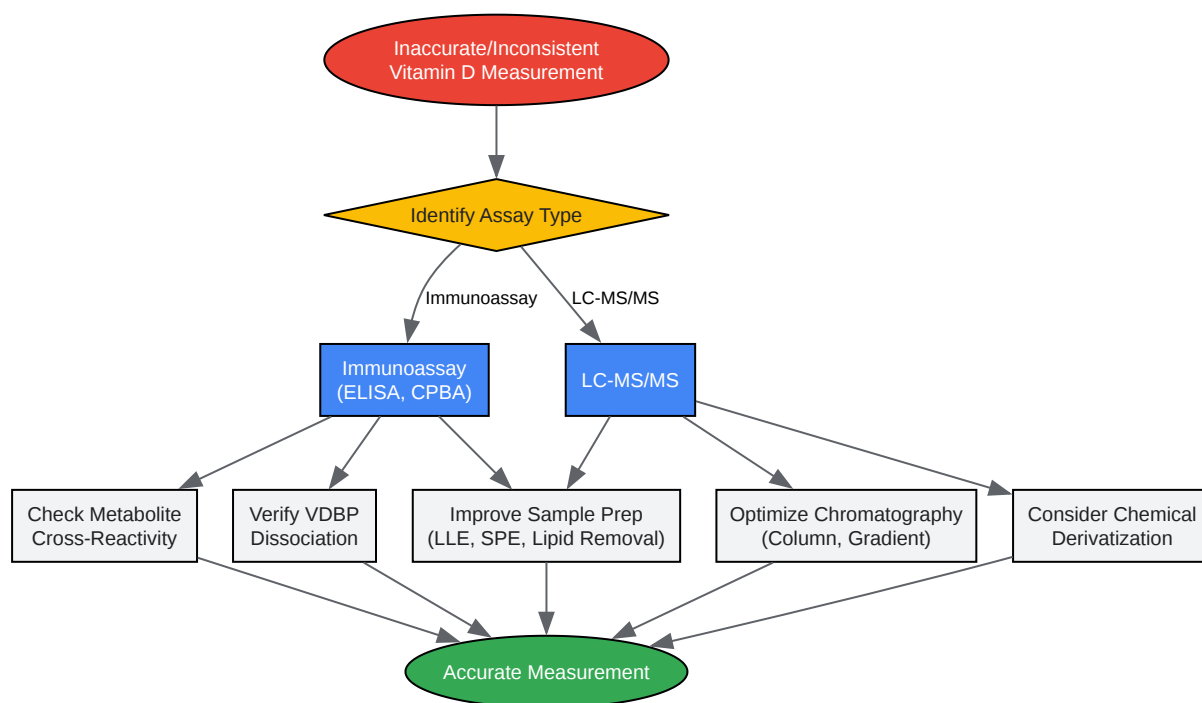 Inaccurate/Inconsistent
Vitamin D Measurement
Identify Assay Type
Immunoassay
LC-MS/MS
Immunoassay
(ELISA, CPBA)
LC-MS/MS
Check Metabolite
Cross-Reactivity
Verify VDBP
Dissociation
Improve Sample Prep
(LLE, SPE, Lipid Removal)
Optimize Chromatography
(Column, Gradient)
Consider Chemical
Derivatization
Accurate Measurement